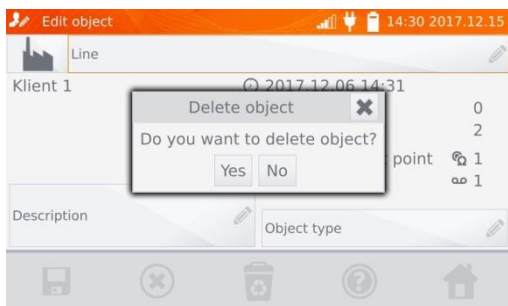 Edit object
14:30 2017.12.15
Line
Klient 1
2017.12.06 14:31
Delete object
0
Do you want to delete object?
2
point
1
Yes
No
1
Description
Object type